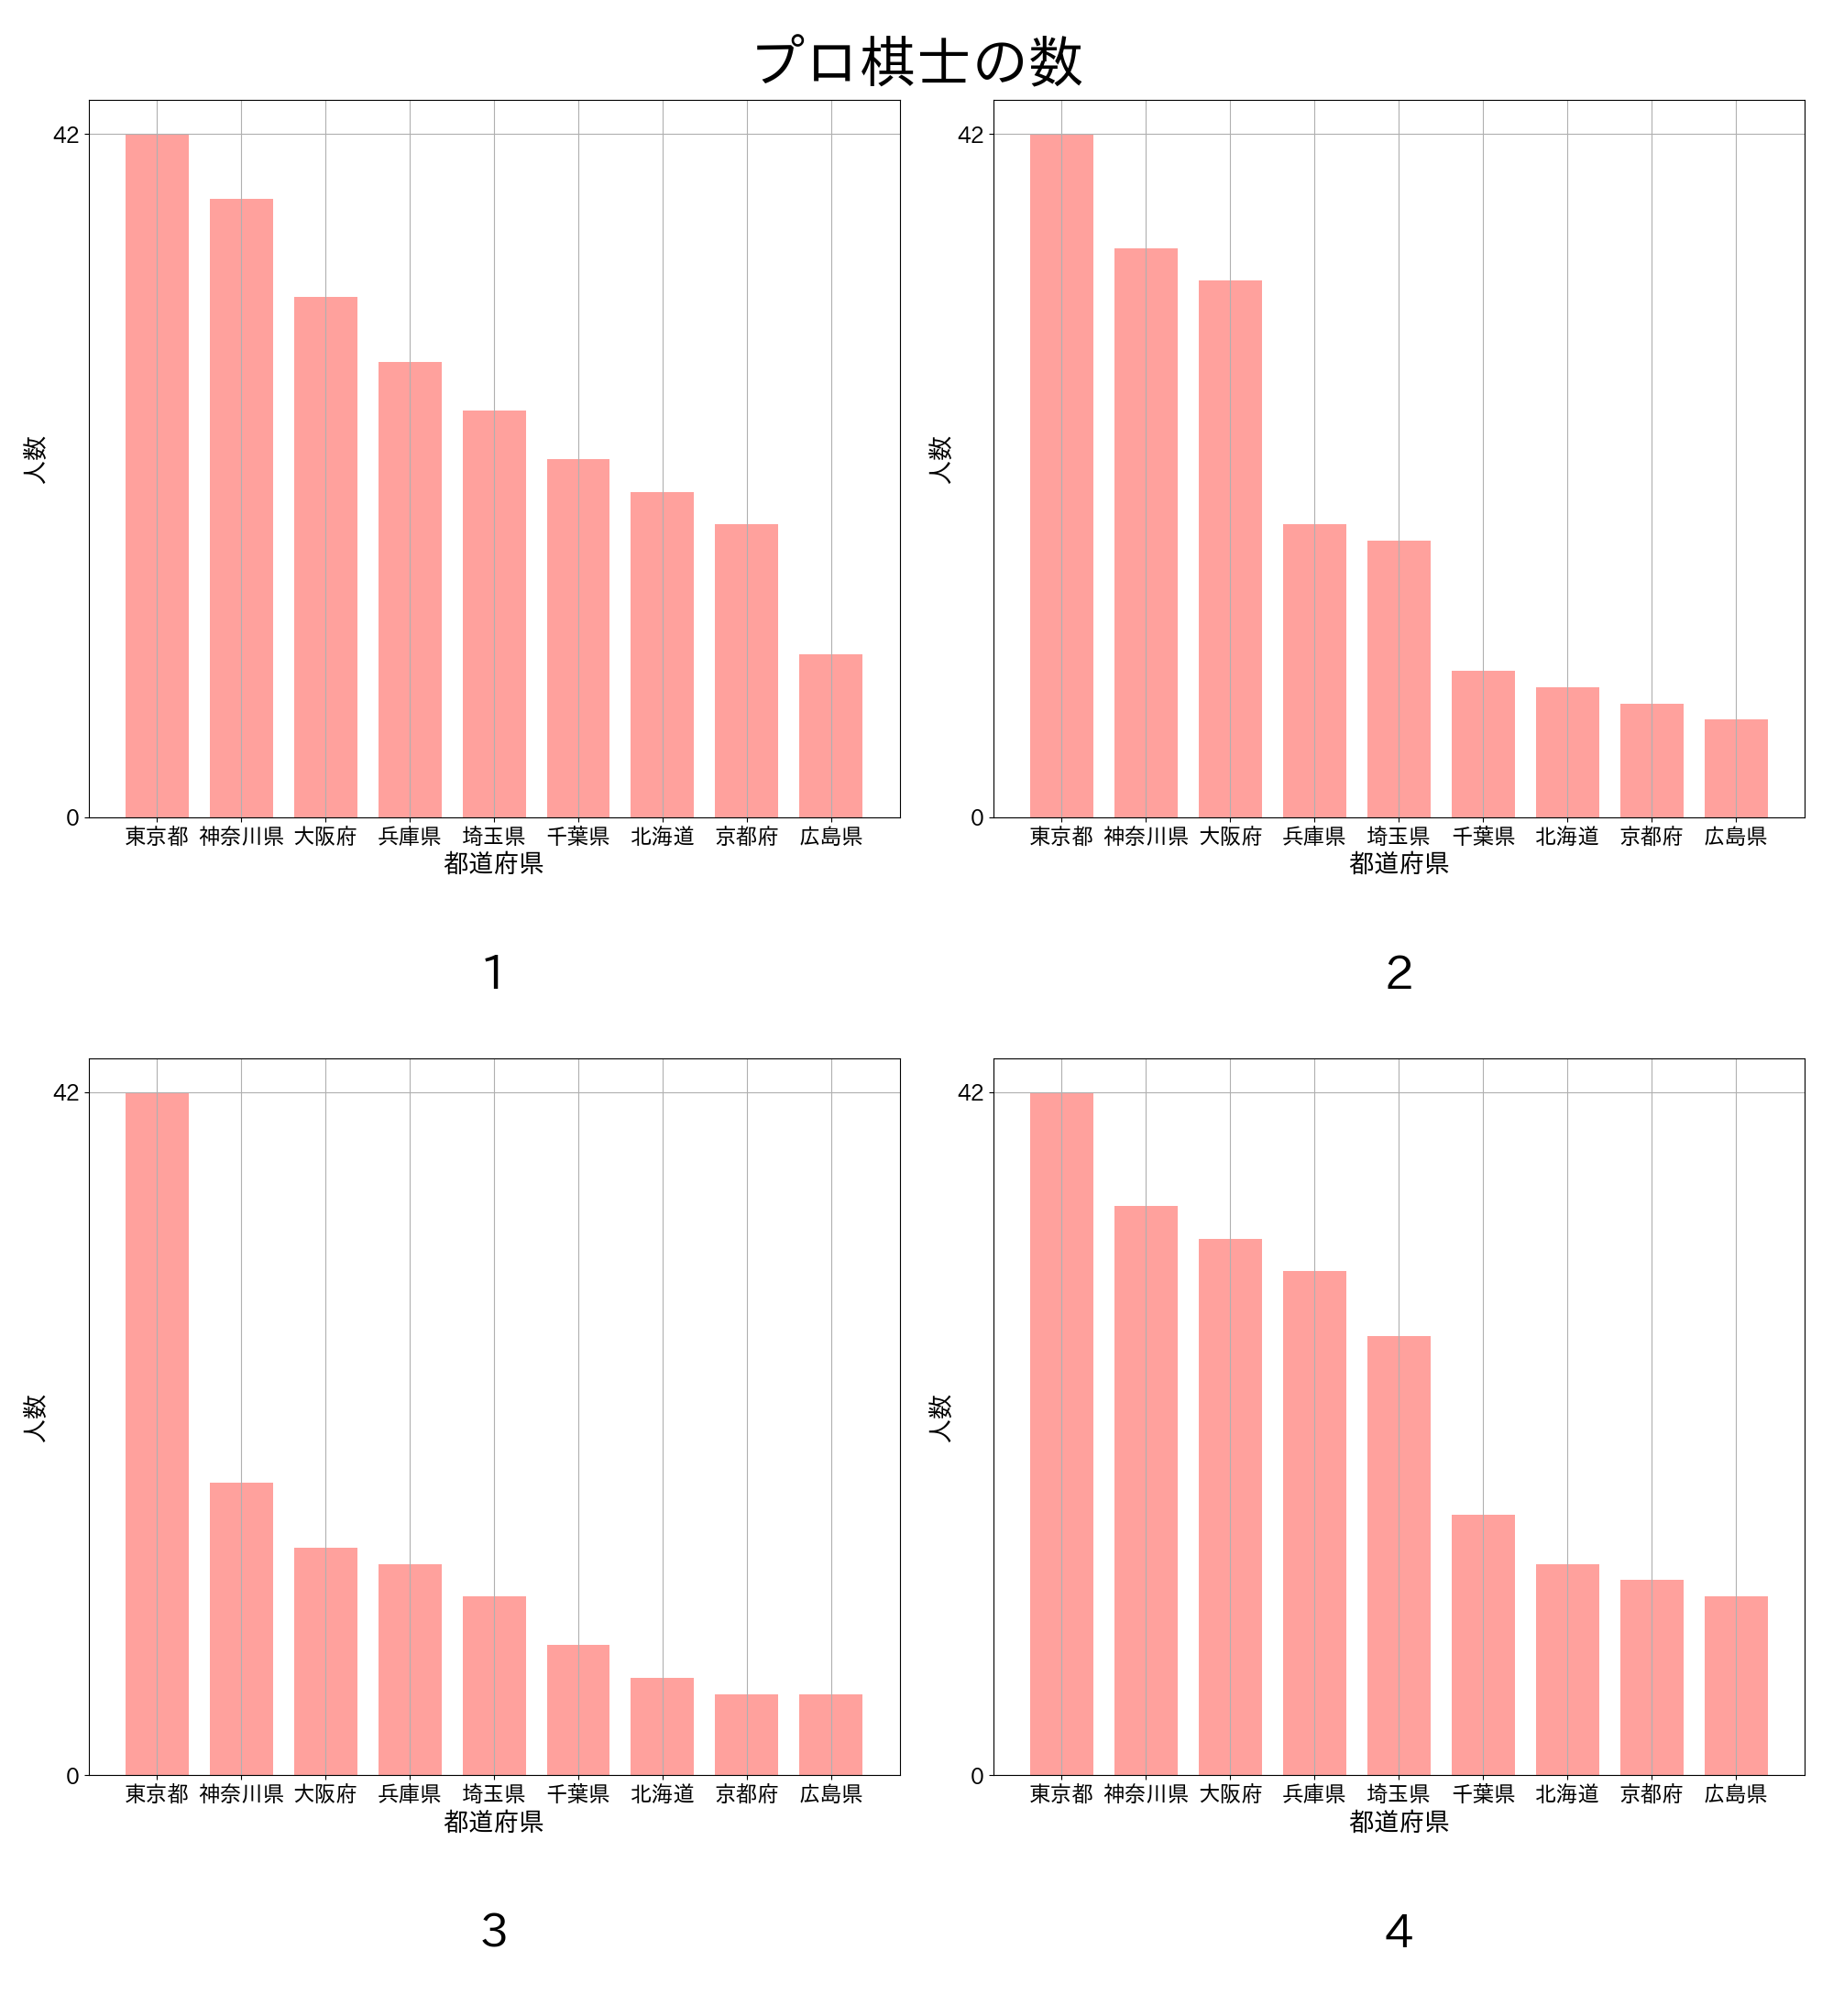 プロ棋士の数
42
0
人数
東京都 神奈川県 大阪府 兵庫県 埼玉県 千葉県 北海道 京都府 広島県
都道府県
1
42
0
人数
東京都 神奈川県 大阪府 兵庫県 埼玉県 千葉県 北海道 京都府 広島県
都道府県
2
42
0
人数
東京都 神奈川県 大阪府 兵庫県 埼玉県 千葉県 北海道 京都府 広島県
都道府県
3
42
0
人数
東京都 神奈川県 大阪府 兵庫県 埼玉県 千葉県 北海道 京都府 広島県
都道府県
4